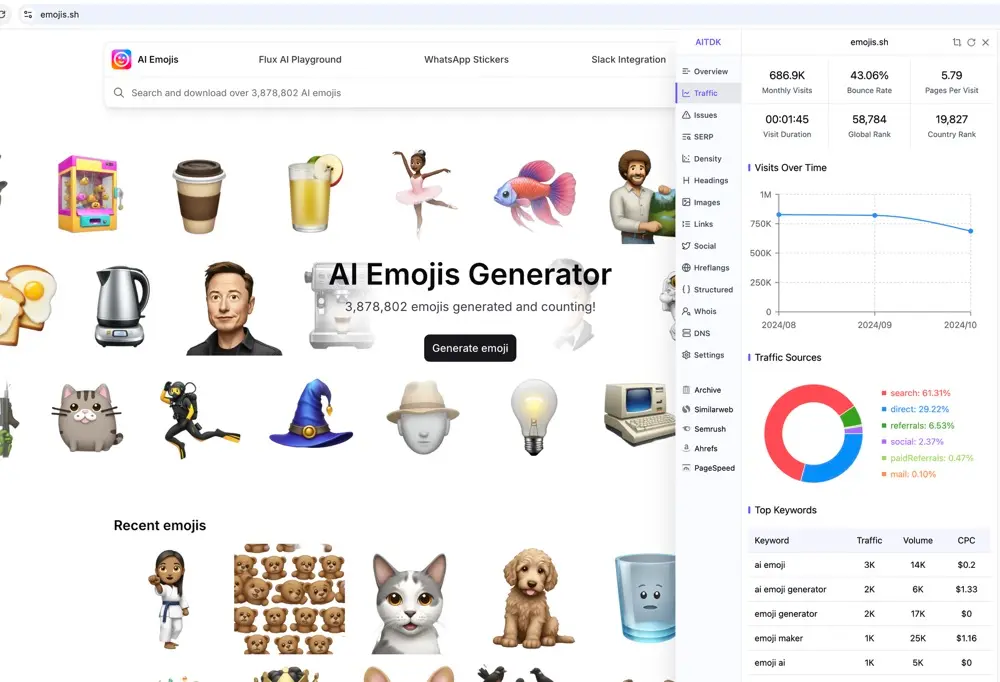 emojis.sh
AI Emojis
Flux AI Playground
WhatsApp Stickers
Slack Integration
Search and download over 3,878,802 AI emojis
AI Emojis Generator
3,878,802 emojis generated and counting!
Generate emoji
Recent emojis
AITDK
emojis.sh
Overview
Traffic
Issues
SERP
Density
Headings
Images
Links
Social
Hreflangs
Structured
Whois
DNS
Settings
Archive
Similarweb
Semrush
Ahrefs
PageSpeed
686.9K 43.06% 5.79
Monthly Visits Bounce Rate Pages Per Visit
00:01:45 58,784 19,827
Visit Duration Global Rank Country Rank
Visits Over Time
1M
750K
500K
250K
0
2024/08 2024/09 2024/10
Traffic Sources
search: 61.31%
direct: 29.22%
referrals: 6.53%
social: 2.37%
paidReferrals: 0.47%
mail: 0.10%
Top Keywords
Keyword Traffic Volume CPC
ai emoji 3K 14K $0.2
ai emoji generator 2K 6K $1.33
emoji generator 2K 17K $0
emoji maker 1K 25K $1.16
emoji ai 1K 5K $0